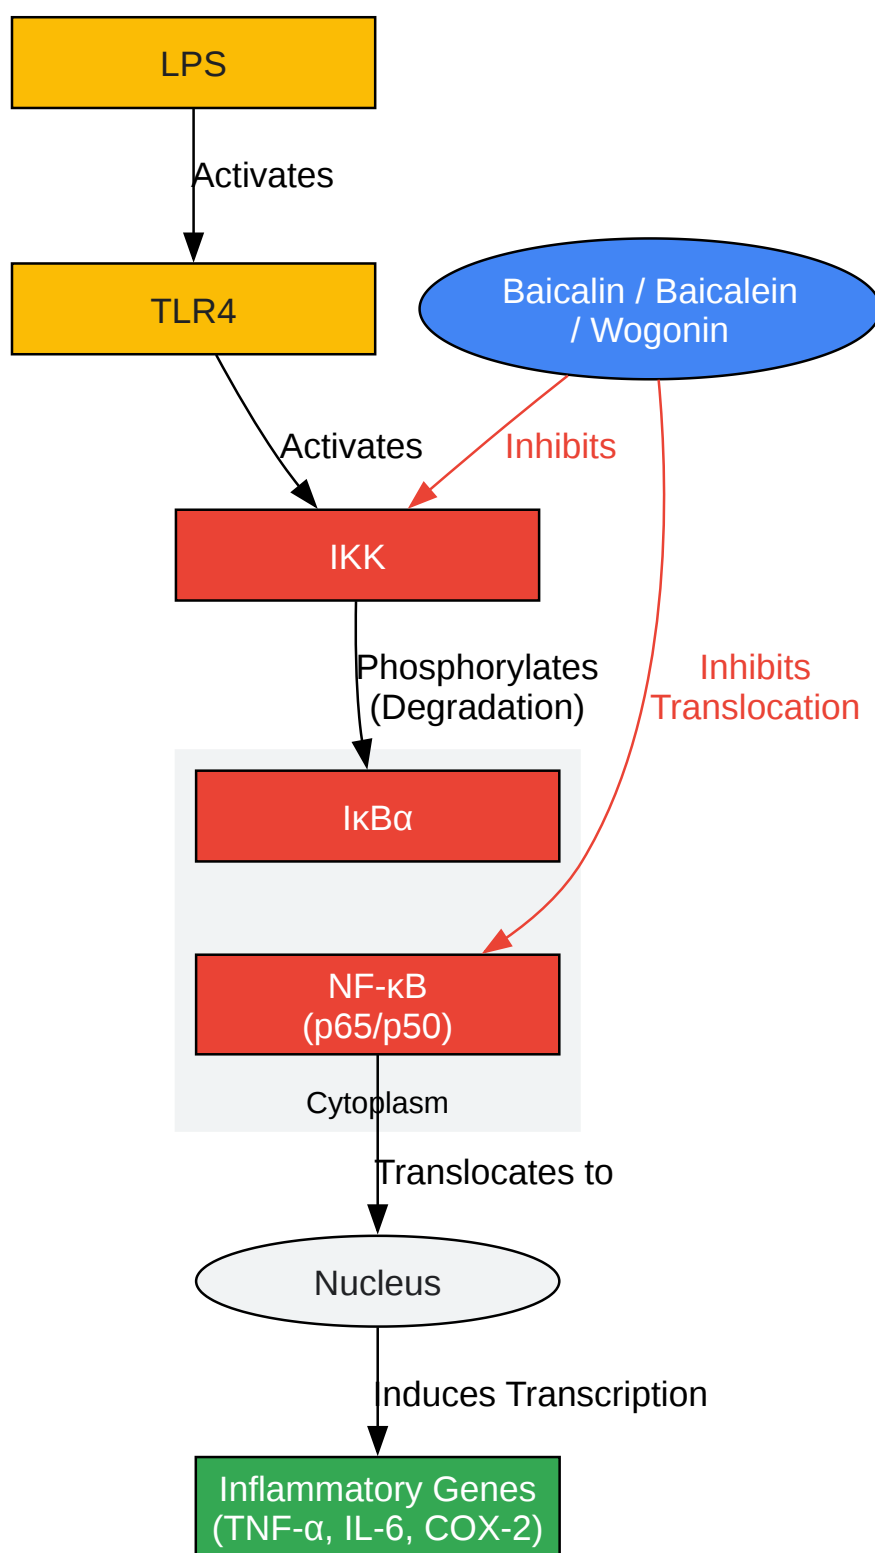 LPS
Activates
TLR4
Baicalin / Baicalein
/ Wogonin
Activates
Inhibits
IKK
Phosphorylates
(Degradation)
Inhibits
Translocation
IκBα
NF-κB
(p65/p50)
Cytoplasm
Translocates to
Nucleus
Induces Transcription
Inflammatory Genes
(TNF-α, IL-6, COX-2)